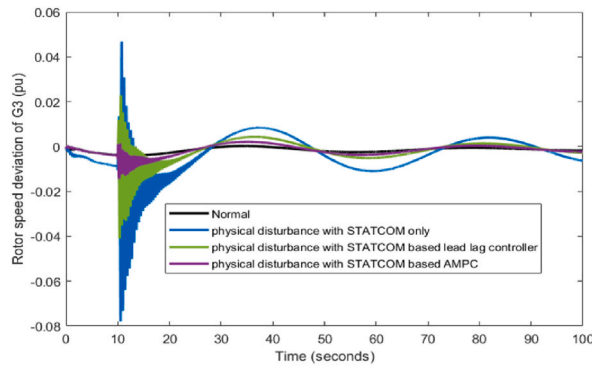 0.06
0.04
0.02
0
-0.02
-0.04
-0.06
-0.08
Rotor speed deviation of G3 (pu)
Normal
physical disturbance with STATCOM only
physical disturbance with STATCOM based lead lag controller
physical disturbance with STATCOM based AMPC
0 10 20 30 40 50 60 70 80 90 100
Time (seconds)